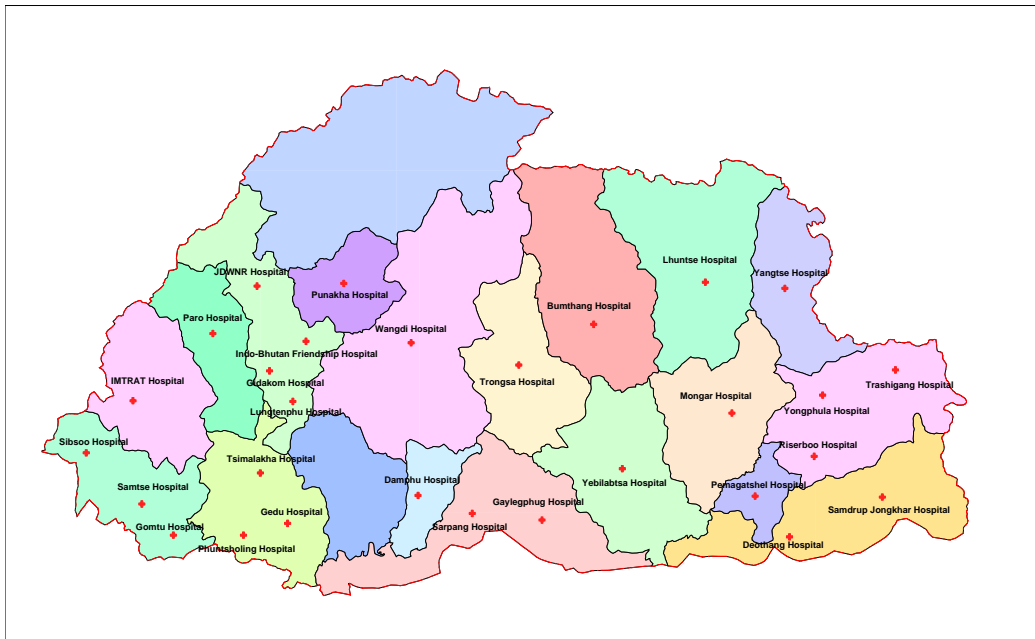 Lhuntse Hospital
JDWNR Hospital
Yangtse Hospital
Punakha Hospital
Bumthang Hospital
Paro Hospital
Wangdi Hospital
Indo-Bhutan Friendship Hospital
Trongsa Hospital
IMTRAT Hospital
Gidakom Hospital
Trashigang Hospital
Mongar Hospital
Yongphula Hospital
Lungtenphu Hospital
Sibsoo Hospital
Riserboo Hospital
Tsimalakha Hospital
Damphu Hospital
Yebilabtsa Hospital
Pemagatshel Hospital
Samtse Hospital
Gaylegphug Hospital
Samdrup Jongkhar Hospital
Gedu Hospital
Gomtu Hospital
Sarpang Hospital
Phuntsholing Hospital
Deothang Hospital